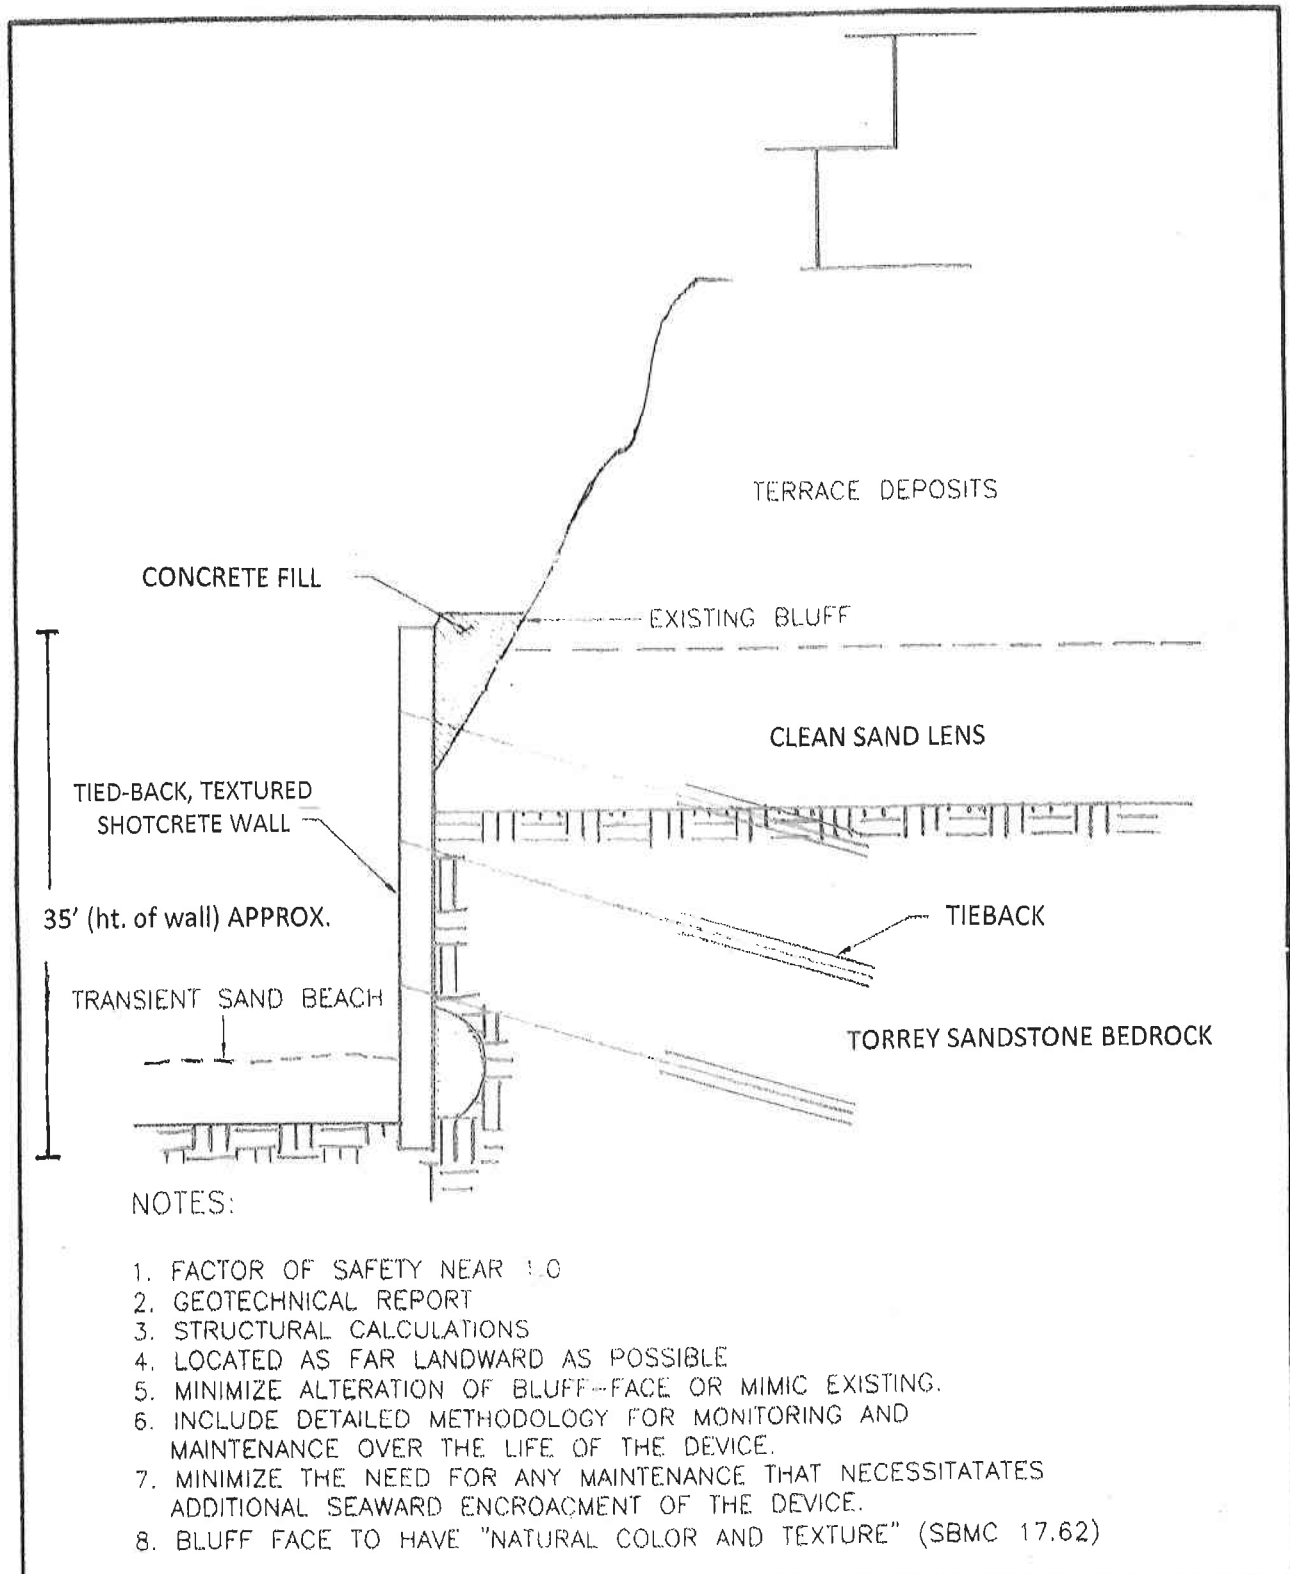 TERRACE DEPOSITS
CONCRETE FILL
EXISTING BLUFF
CLEAN SAND LENS
TIED-BACK, TEXTURED
SHOTCRETE WALL
35' (ht. of wall) APPROX.
TIEBACK
TRANSIENT SAND BEACH
TORREY SANDSTONE BEDROCK
NOTES:
1. FACTOR OF SAFETY NEAR 1.0
2. GEOTECHNICAL REPORT
3. STRUCTURAL CALCULATIONS
4. LOCATED AS FAR LANDWARD AS POSSIBLE
5. MINIMIZE ALTERATION OF BLUFF-FACE OR MIMIC EXISTING.
6. INCLUDE DETAILED METHODOLOGY FOR MONITORING AND
MAINTENANCE OVER THE LIFE OF THE DEVICE.
7. MINIMIZE THE NEED FOR ANY MAINTENANCE THAT NECESSITATATES
ADDITIONAL SEAWARD ENCROACMENT OF THE DEVICE.
8. BLUFF FACE TO HAVE "NATURAL COLOR AND TEXTURE" (SBMC 17.62)